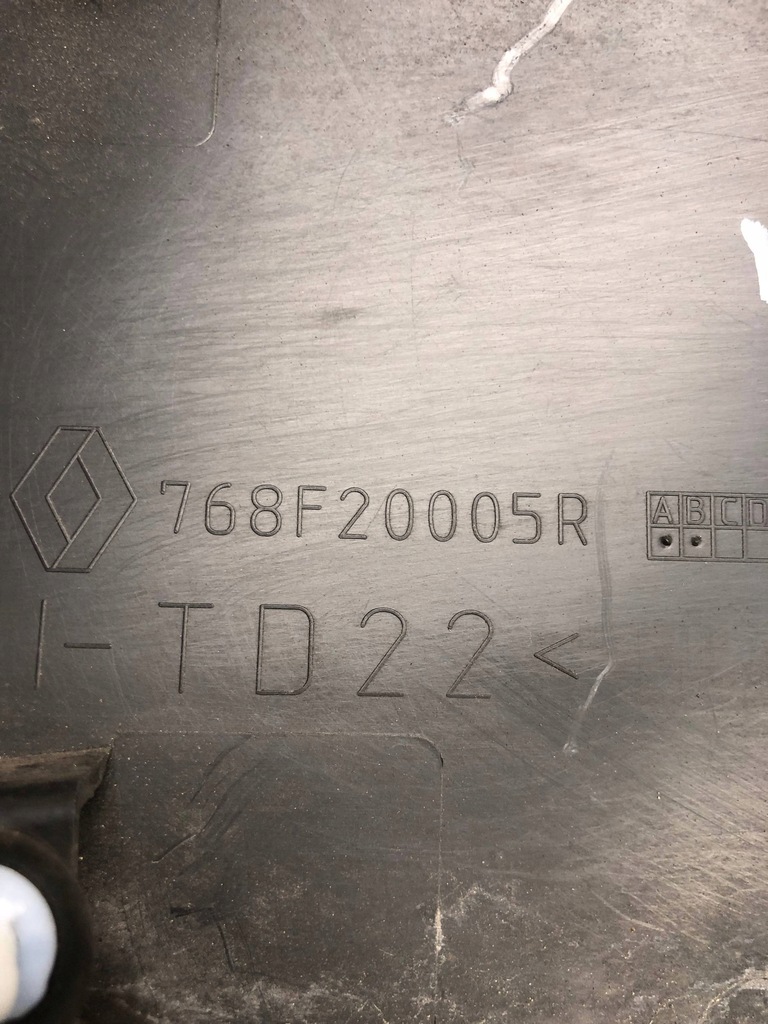 768F20005R
ABCD
I-TD22<